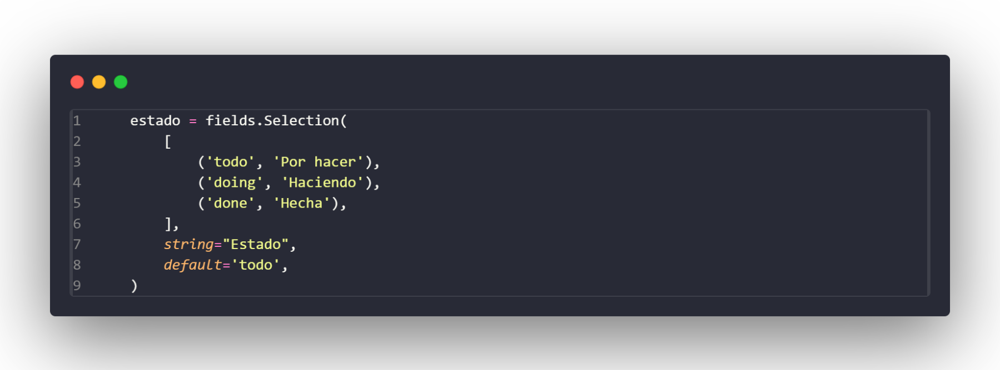 1 estado = fields.Selection(
2 [
3 ('todo', 'Por hacer'),
4 ('doing', 'Haciendo'),
5 ('done', 'Hecha'),
6 ],
7 string="Estado",
8 default='todo',
9 )